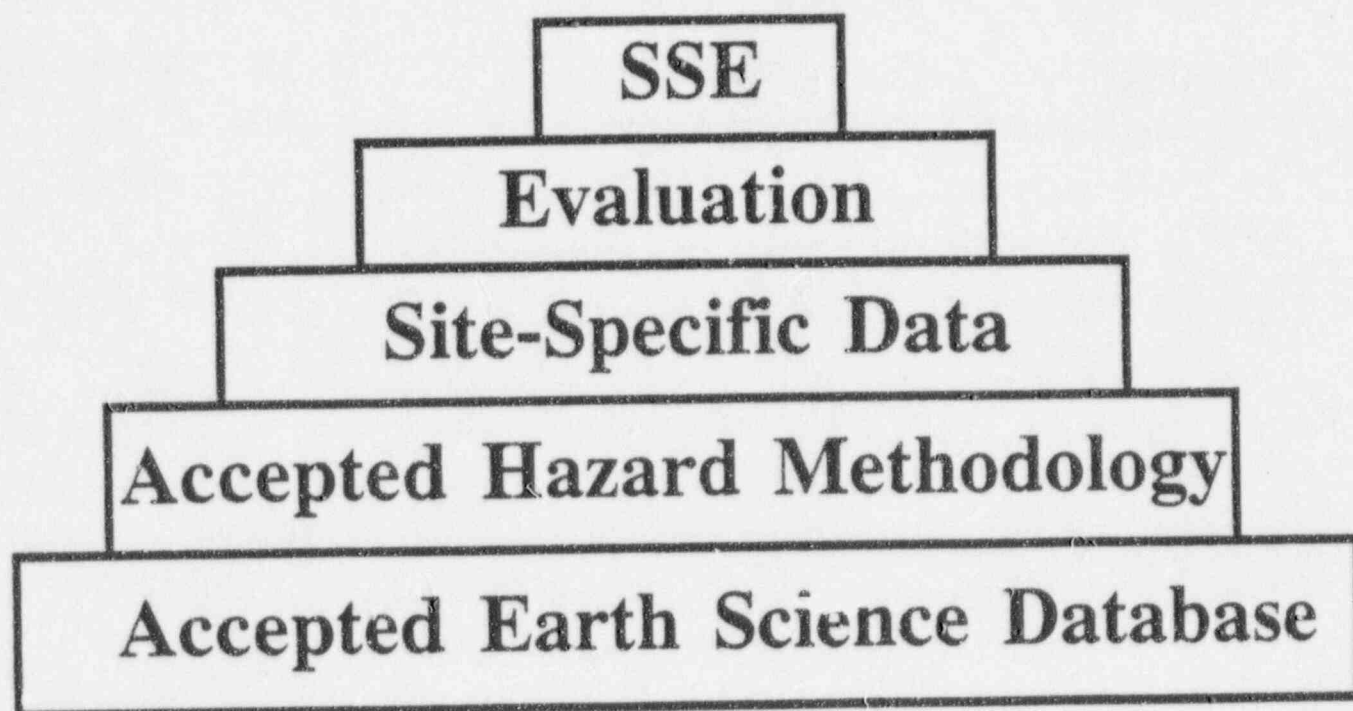 SSE
Evaluation
Site-Specific Data
Accepted Hazard Methodology
Accepted Earth Science Database